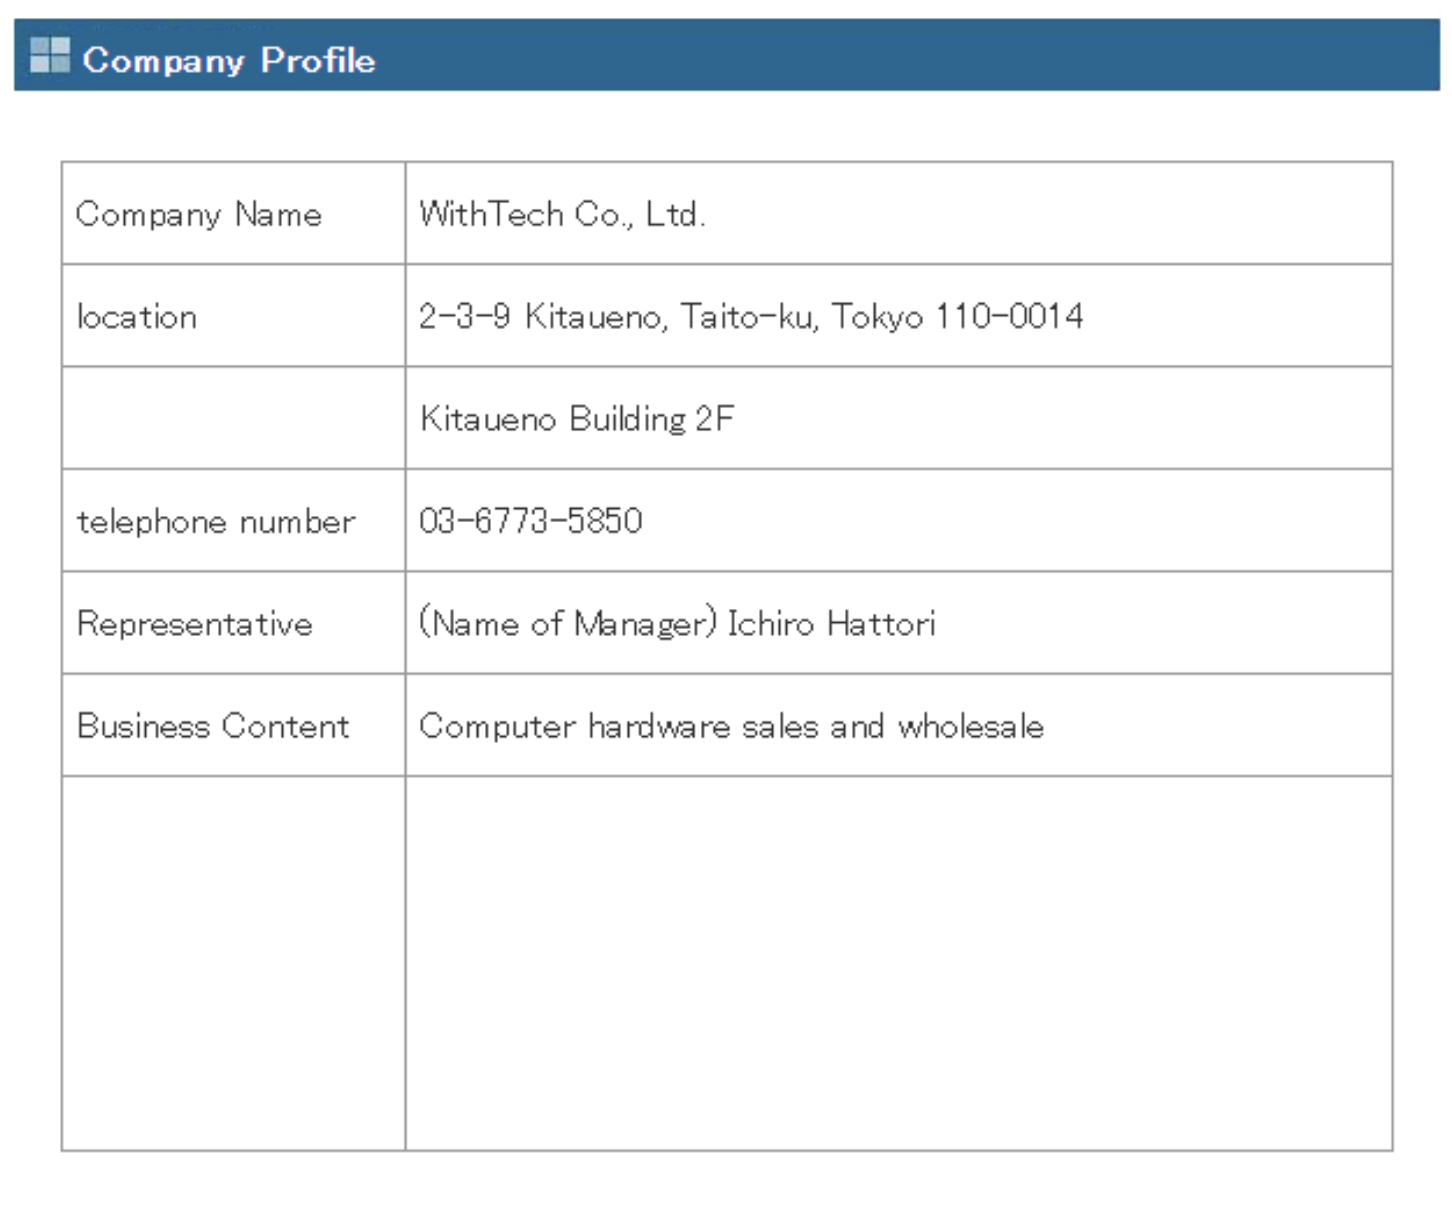 Company Profile
Company Name
WithTech Co., Ltd.
location
2-3-9 Kitaueno, Taito-ku, Tokyo 110-0014
Kitaueno Building 2F
telephone number
03-6773-5850
Representative
(Name of Manager) Ichiro Hattori
Business Content
Computer hardware sales and wholesale